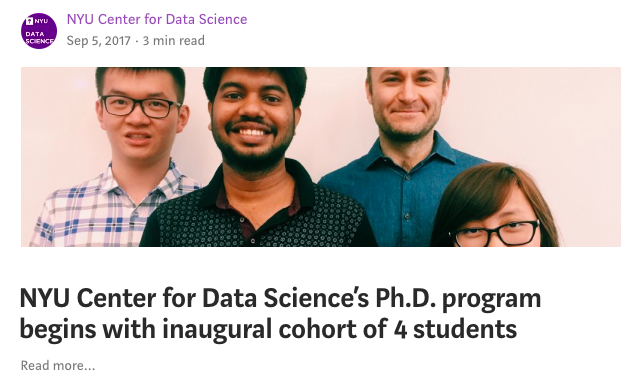 NYU
DATA
SCIENCE
NYU Center for Data Science
Sep 5, 2017 · 3 min read
NYU Center for Data Science’s Ph.D. program
begins with inaugural cohort of 4 students
Read more...